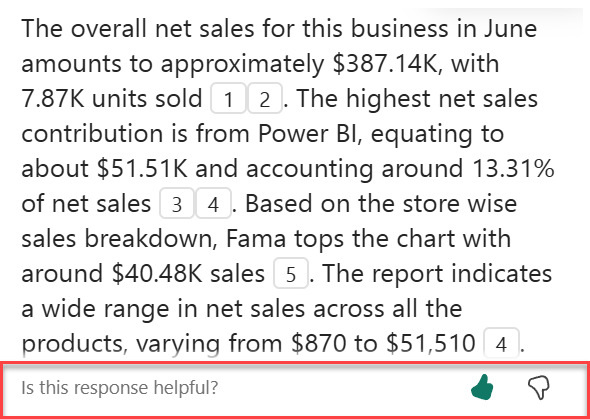 The overall net sales for this business in June
amounts to approximately $387.14K, with
7.87K units sold 1 2 . The highest net sales
contribution is from Power BI, equating to
about $51.51K and accounting around 13.31%
of net sales 3 4 . Based on the store wise
sales breakdown, Fama tops the chart with
around $40.48K sales 5 . The report indicates
a wide range in net sales across all the
products, varying from $870 to $51,510 4 .
Is this response helpful?